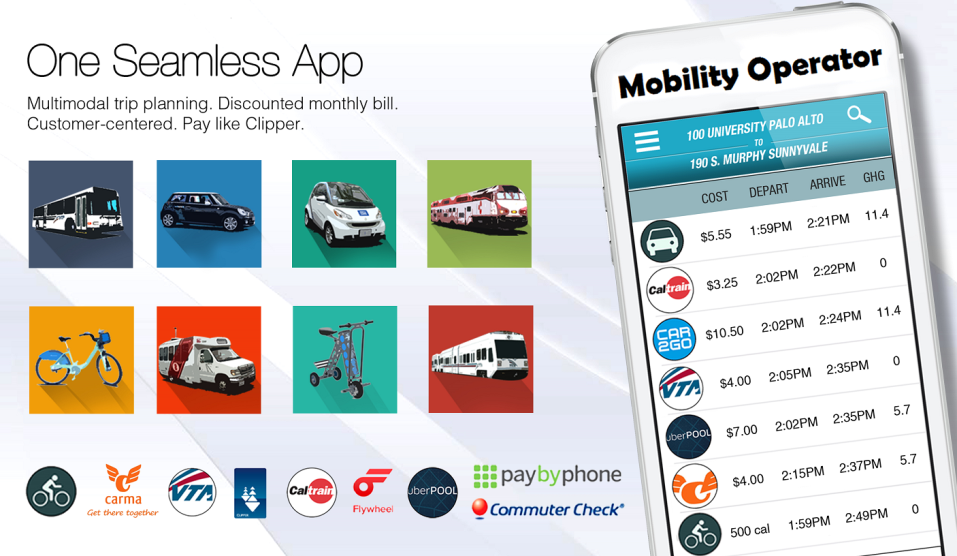 One Seamless App
Multimodal trip planning. Discounted monthly bill.
Customer-centered. Pay like Clipper.
carma
Get there together
VTA
CLIPPER
Caltrain
Flywheel
uberPOOL
paybyphone
Commuter Check®
Mobility Operator
100 UNIVERSITY PALO ALTO
TO
190 S. MURPHY SUNNYVALE
COST DEPART ARRIVE GHG
$5.55 1:59PM 2:21PM 11.4
Caltrain $3.25 2:02PM 2:22PM 0
CAR2GO $10.50 2:02PM 2:24PM 11.4
VTA $4.00 2:05PM 2:35PM 0
uberPOOL $7.00 2:02PM 2:35PM 5.7
$4.00 2:15PM 2:37PM 5.7
500 cal 1:59PM 2:49PM 0